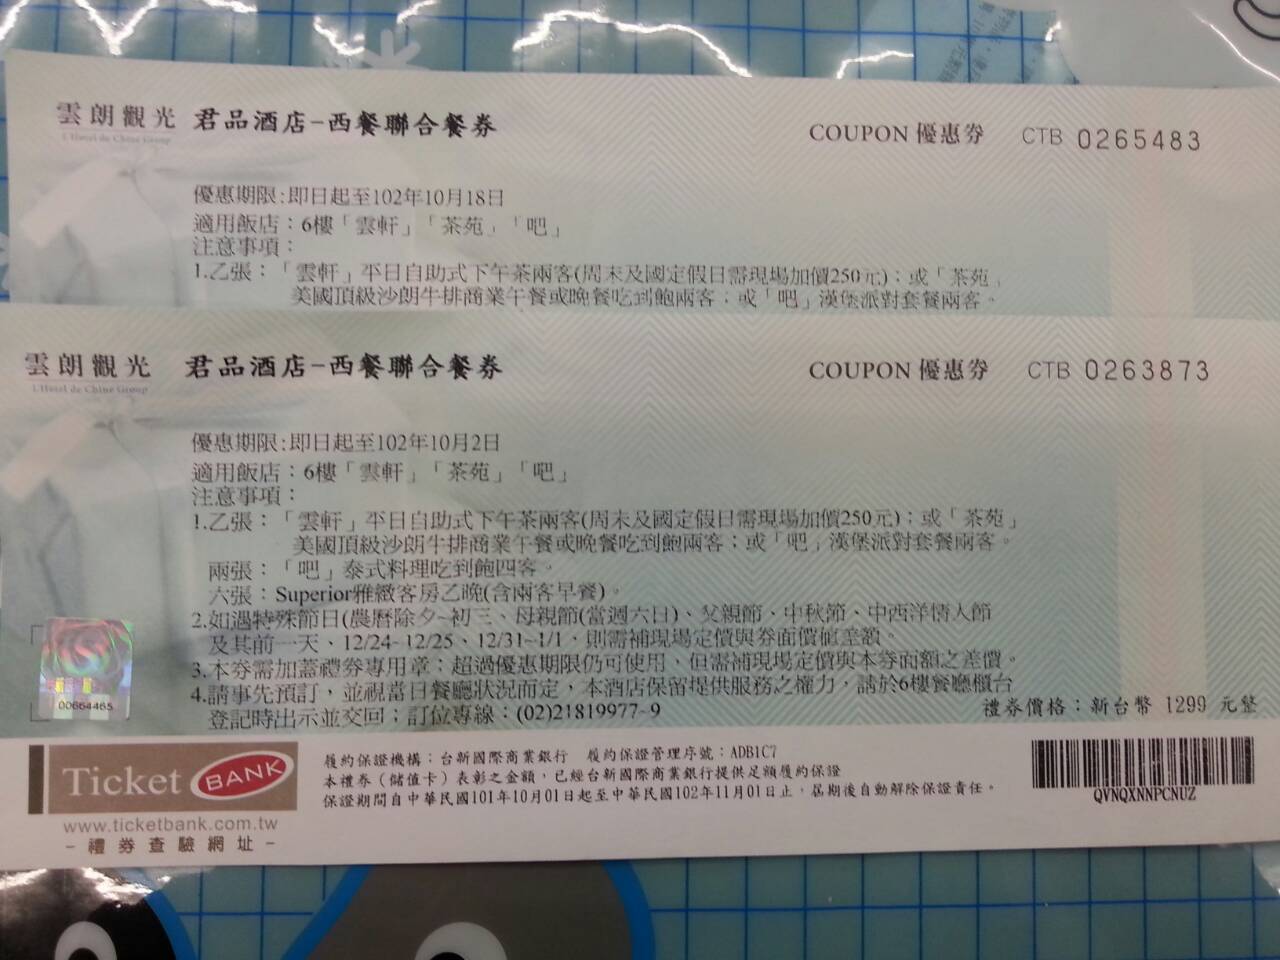 雲朗觀光 君品酒店-西餐聯合餐券 COUPON 優惠券 CTB 0265483
L'Hotel de Chine Group
優惠期限:即日起至102年10月18日
適用飯店：6樓「雲軒」「茶苑」「吧」
注意事項：
1.乙張：「雲軒」平日自助式下午茶兩客(周末及國定假日需現場加價250元)；或「茶苑」
美國頂級沙朗牛排商業午餐或晚餐吃到飽兩客；或「吧」漢堡派對套餐兩客。
雲朗觀光 君品酒店-西餐聯合餐券 COUPON 優惠券 CTB 0263873
L'Hotel de Chine Group
優惠期限:即日起至102年10月2日
適用飯店：6樓「雲軒」「茶苑」「吧」
注意事項：
1.乙張：「雲軒」平日自助式下午茶兩客(周末及國定假日需現場加價250元)；或「茶苑」
美國頂級沙朗牛排商業午餐或晚餐吃到飽兩客；或「吧」漢堡派對套餐兩客。
兩張：「吧」泰式料理吃到飽四客。
六張：Superior雅緻客房乙晚(含兩客早餐)。
2.如遇特殊節日(農曆除夕~初三、母親節(當週六日)、父親節、中秋節、中西洋情人節
及其前一天、12/24~12/25、12/31~1/1，則需補現場定價與券面價值差額。
3.本券需加蓋禮券專用章；超過優惠期限仍可使用，但需補現場定價與本券面額之差價。
4.請事先預訂，並視當日餐廳狀況而定，本酒店保留提供服務之權力，請於6樓餐廳櫃台
登記時出示並交回；訂位專線：(02)21819977~9
禮券價格：新台幣 1299 元整
00664465
Ticket BANK
www.ticketbank.com.tw
- 禮券查驗網址 -
履約保證機構：台新國際商業銀行 履約保證管理序號：ADB1C7
本禮券（儲值卡）表彰之金額，已經台新國際商業銀行提供足額履約保證
保證期間自中華民國101年10月01日起至中華民國102年11月01日止，屆期後自動解除保證責任。
QVNQXNNPCNUZ